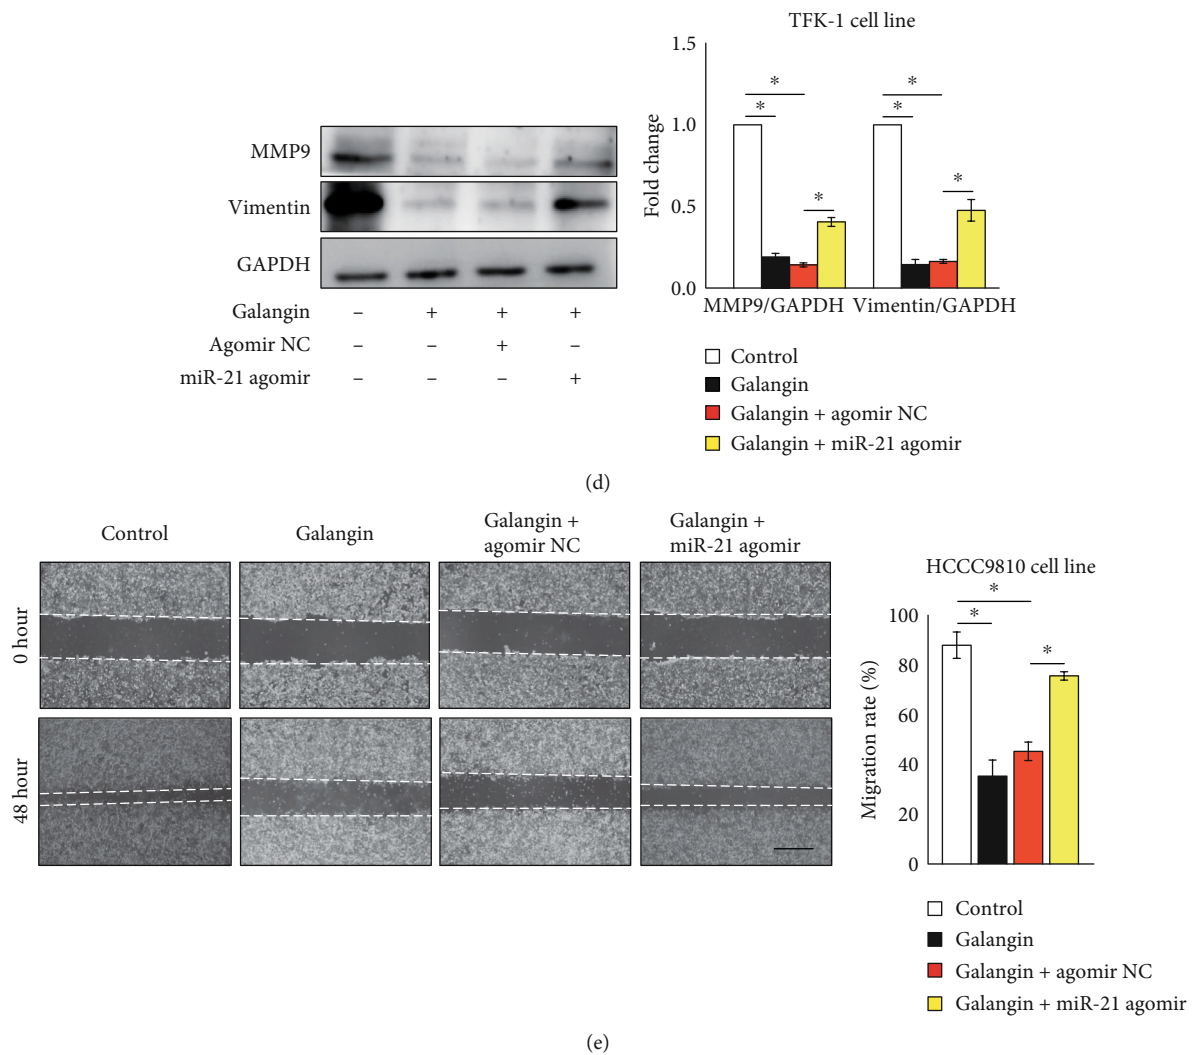 TFK-1 cell line
MMP9
Vimentin
GAPDH
Galangin – + + +
Agomir NC – – + –
miR-21 agomir – – – +
Fold change
1.5
1.0
0.5
0.0
* * * * * *
MMP9/GAPDH Vimentin/GAPDH
Control
Galangin
Galangin + agomir NC
Galangin + miR-21 agomir
(d)
Control
Galangin
Galangin +
agomir NC
Galangin +
miR-21 agomir
0 hour
48 hour
HCCC9810 cell line
Migration rate (%)
100
80
60
40
20
0
* * *
Control
Galangin
Galangin + agomir NC
Galangin + miR-21 agomir
(e)